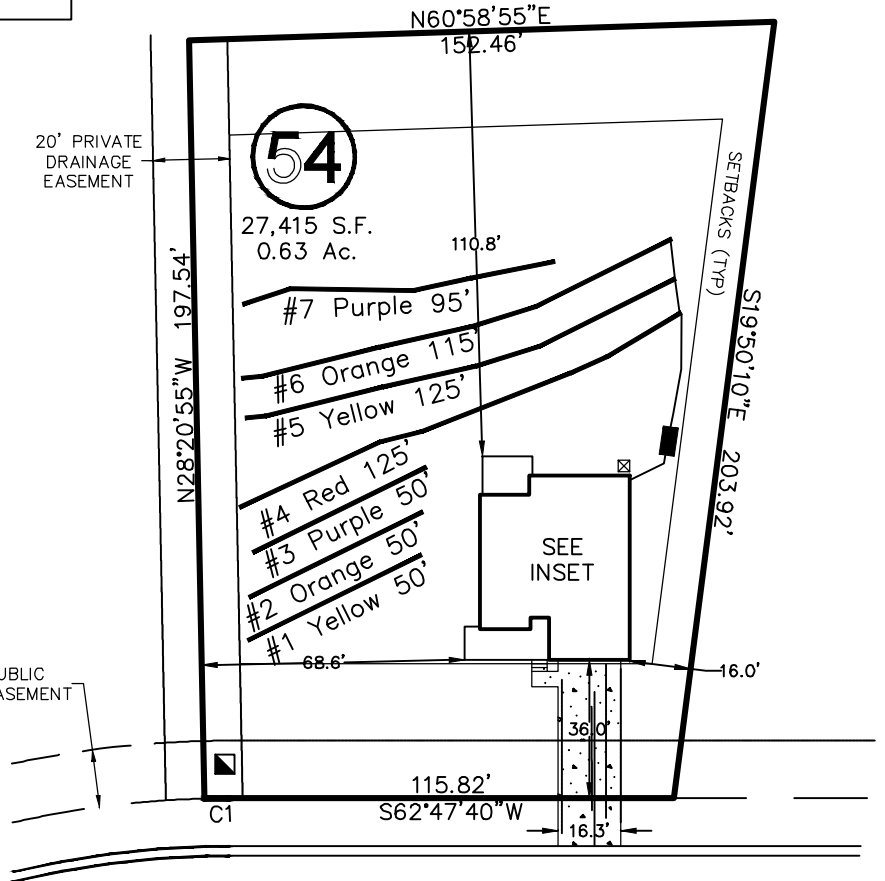 N60°58'55"E
152.46'
20' PRIVATE
DRAINAGE
EASEMENT
54
27,415 S.F.
0.63 Ac.
110.8'
SETBACKS (TYP)
N28°20'55"W 197.54'
S19°50'10"E 203.92'
#7 Purple 95'
#6 Orange 115'
#5 Yellow 125'
#4 Red 125'
#3 Purple 50'
#2 Orange 50'
#1 Yellow 50'
SEE
INSET
68.6'
16.0'
36.0'
115.82'
S62°47'40"W
C1
16.3'